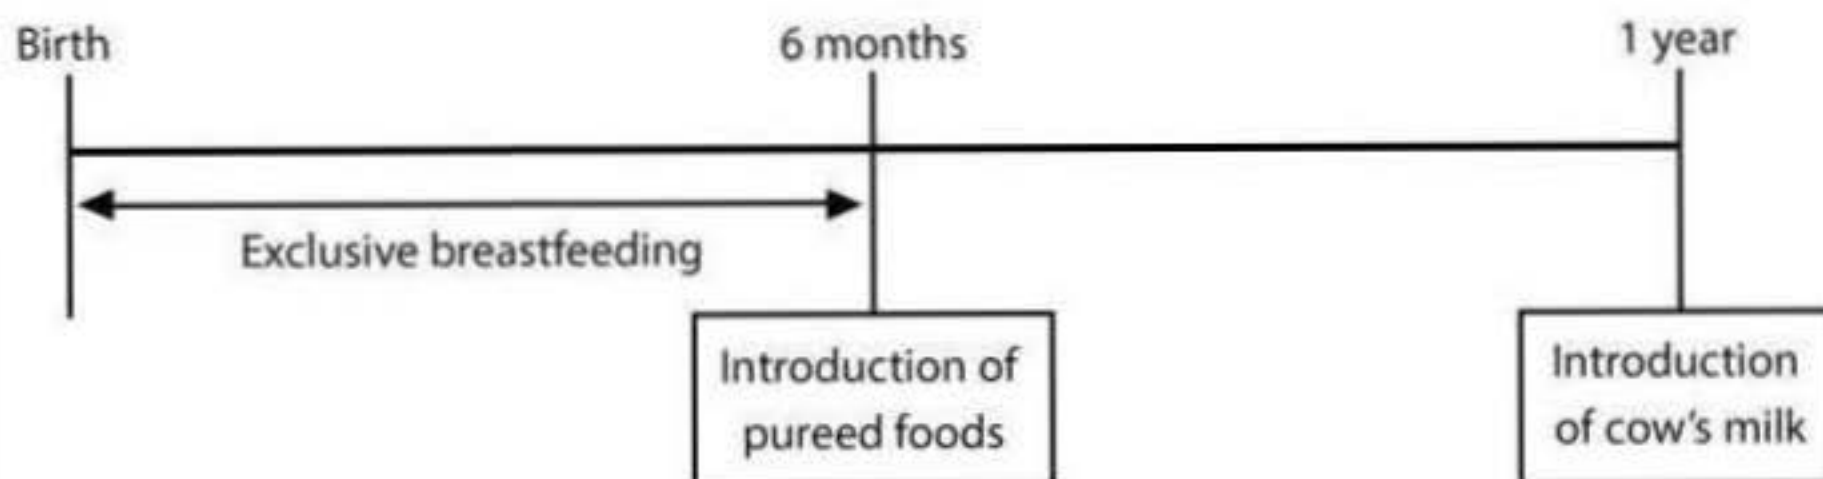 Birth
6 months
1 year
Exclusive breastfeeding
Introduction of
pureed foods
Introduction
of cow's milk